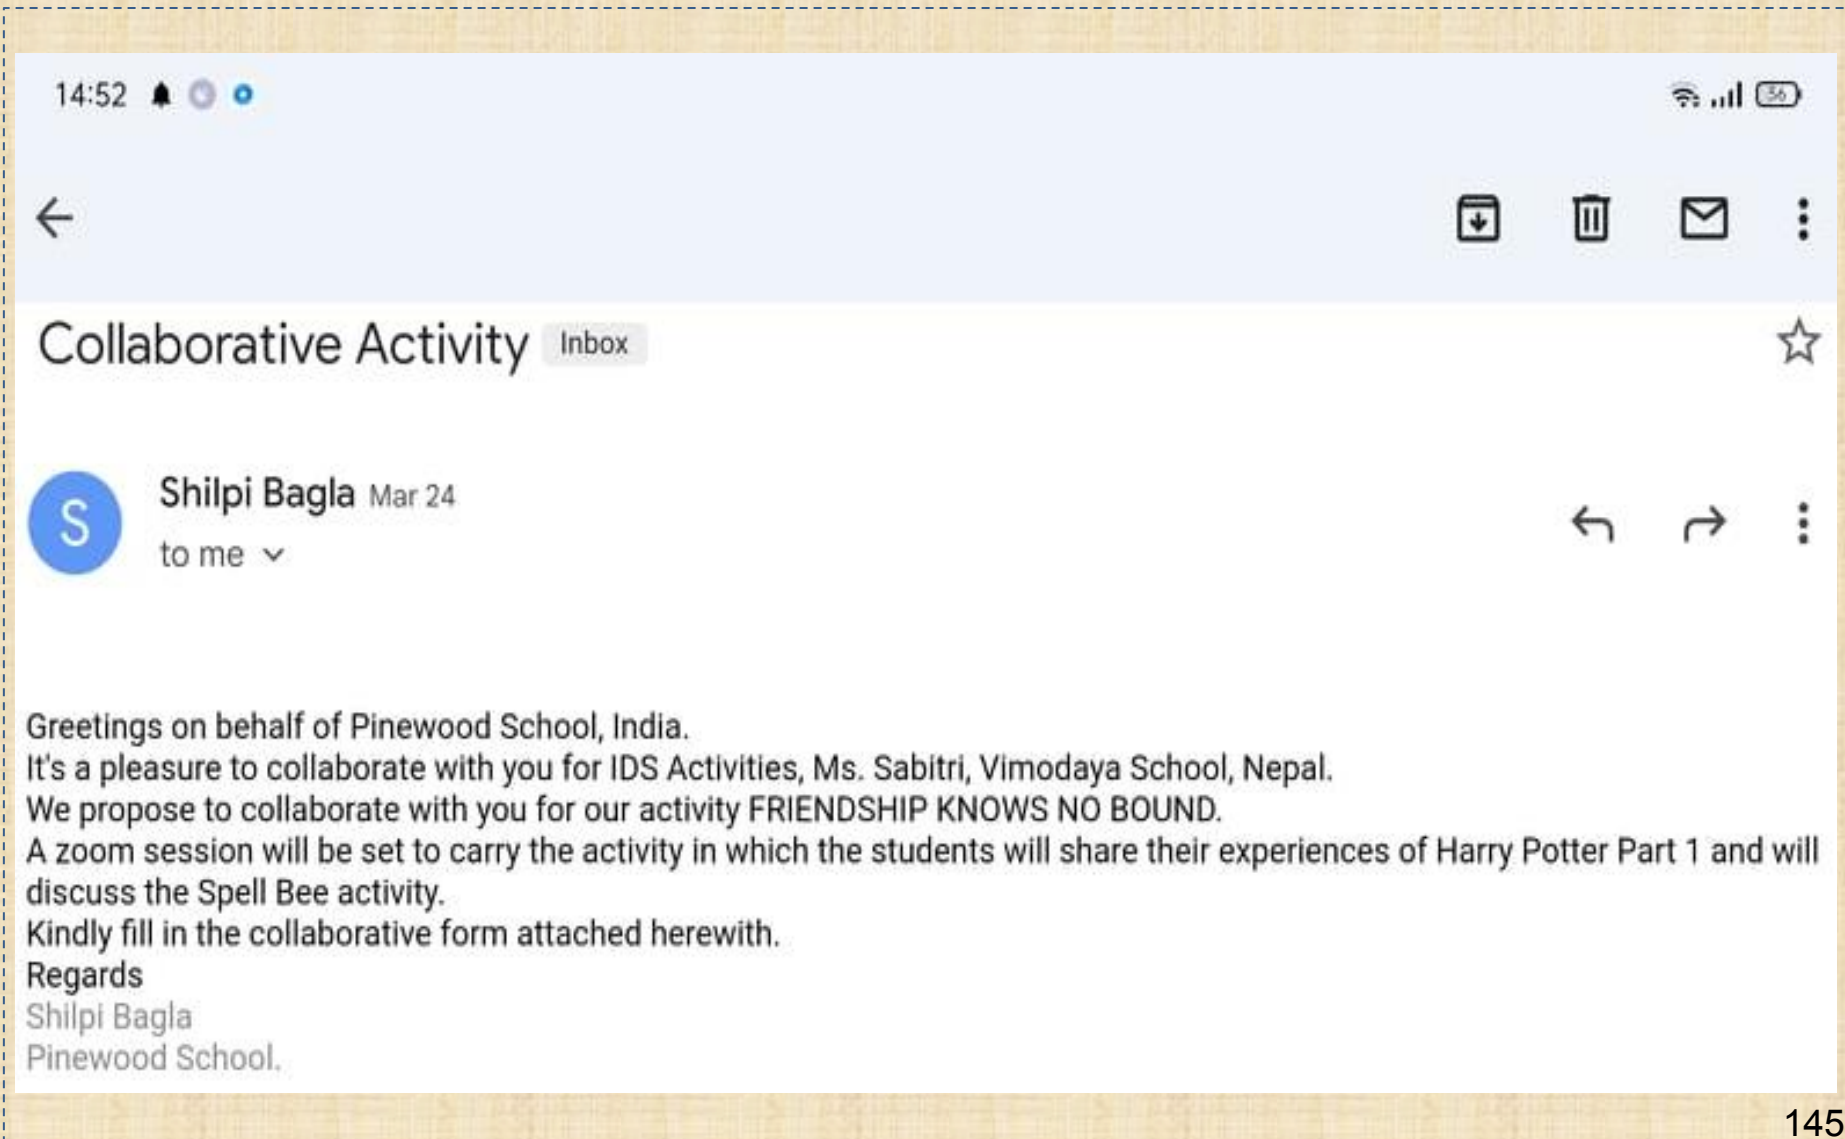 14:52
56
Collaborative Activity Inbox
S
Shilpi Bagla Mar 24
to me
Greetings on behalf of Pinewood School, India.
It's a pleasure to collaborate with you for IDS Activities, Ms. Sabitri, Vimodaya School, Nepal.
We propose to collaborate with you for our activity FRIENDSHIP KNOWS NO BOUND.
A zoom session will be set to carry the activity in which the students will share their experiences of Harry Potter Part 1 and will
discuss the Spell Bee activity.
Kindly fill in the collaborative form attached herewith.
Regards
Shilpi Bagla
Pinewood School.
145